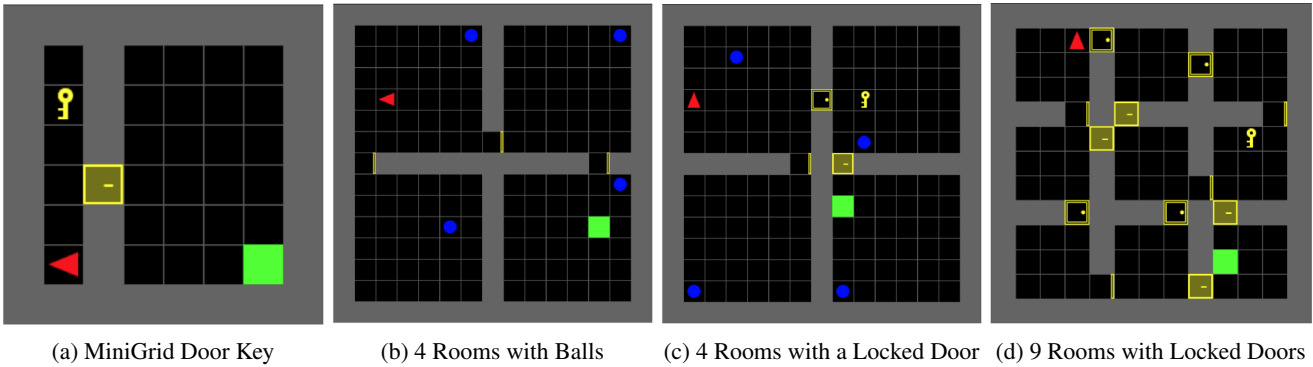 (a) MiniGrid Door Key
(b) 4 Rooms with Balls
(c) 4 Rooms with a Locked Door
(d) 9 Rooms with Locked Doors